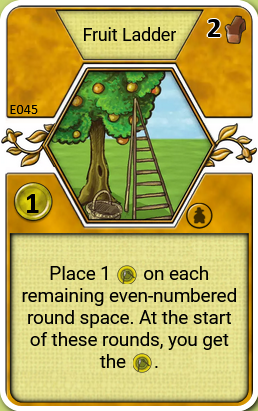 Fruit Ladder
2
E045
1
Place 1 on each
remaining even-numbered
round space. At the start
of these rounds, you get
the .